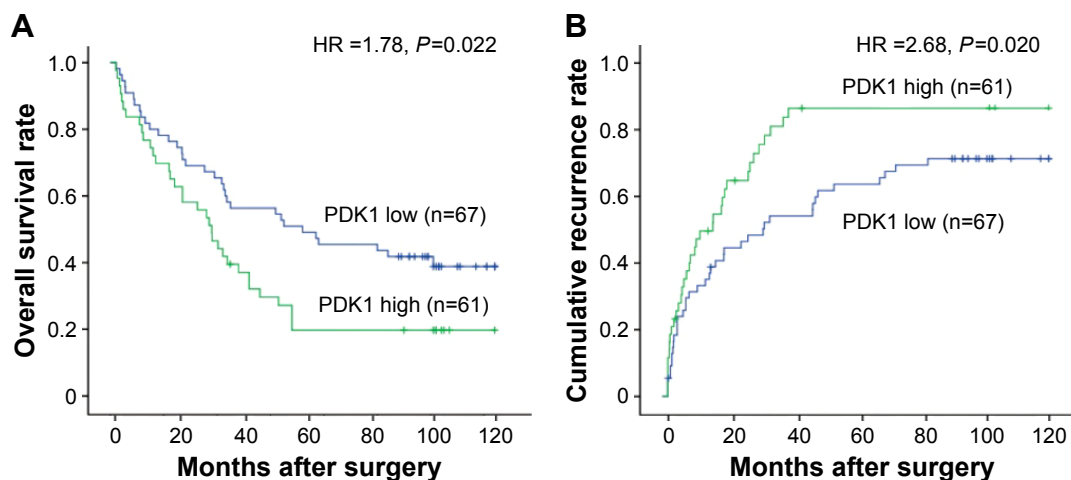 A
HR =1.78, P=0.022
Overall survival rate
1.0
0.8
0.6
0.4
0.2
0
PDK1 low (n=67)
PDK1 high (n=61)
0 20 40 60 80 100 120
Months after surgery
B
HR =2.68, P=0.020
Cumulative recurrence rate
1.0
0.8
0.6
0.4
0.2
0
PDK1 high (n=61)
PDK1 low (n=67)
0 20 40 60 80 100 120
Months after surgery